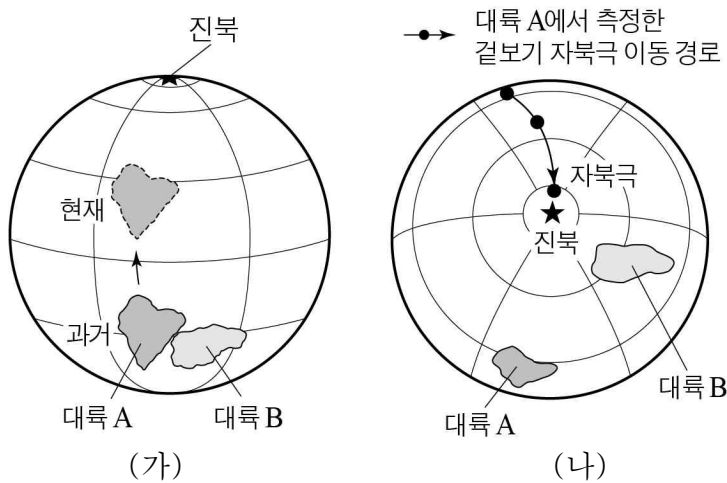 진북
현재
과거
대륙 A
대륙 B
(가)
대륙 A에서 측정한
겉보기 자북극 이동 경로
자북극
진북
대륙 B
대륙 A
(나)